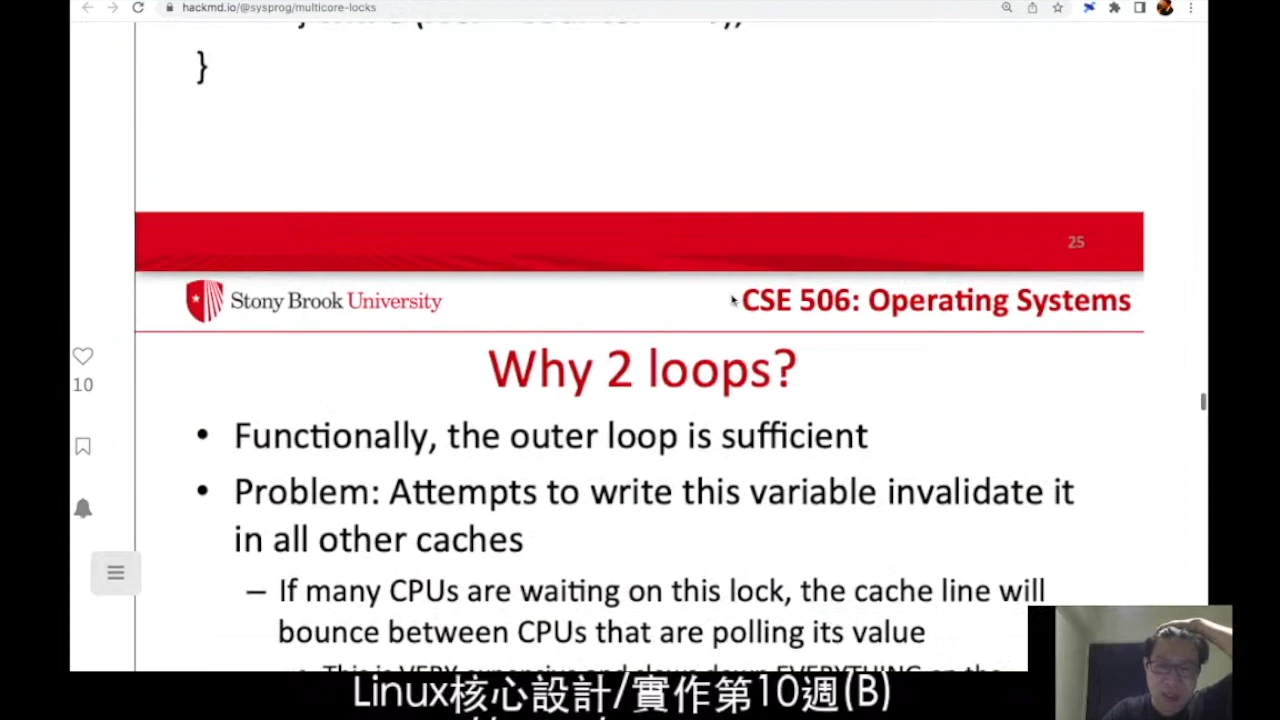 hackmd.io/@sysprog/multicore-locks
}
25
Stony Brook University
CSE 506: Operating Systems
Why 2 loops?
• Functionally, the outer loop is sufficient
• Problem: Attempts to write this variable invalidate it
in all other caches
10
– If many CPUs are waiting on this lock, the cache line will
bounce between CPUs that are polling its value
Linux核心設計/實作第10週(B)